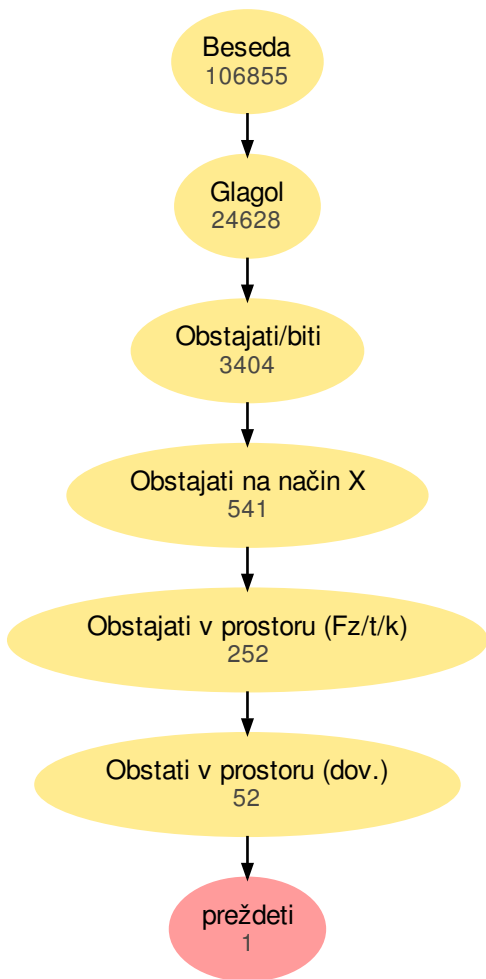 Beseda
106855
Glagol
24628
Obstajati/biti
3404
Obstajati na način X
541
Obstajati v prostoru (Fz/t/k)
252
Obstati v prostoru (dov.)
52
preždeti
1